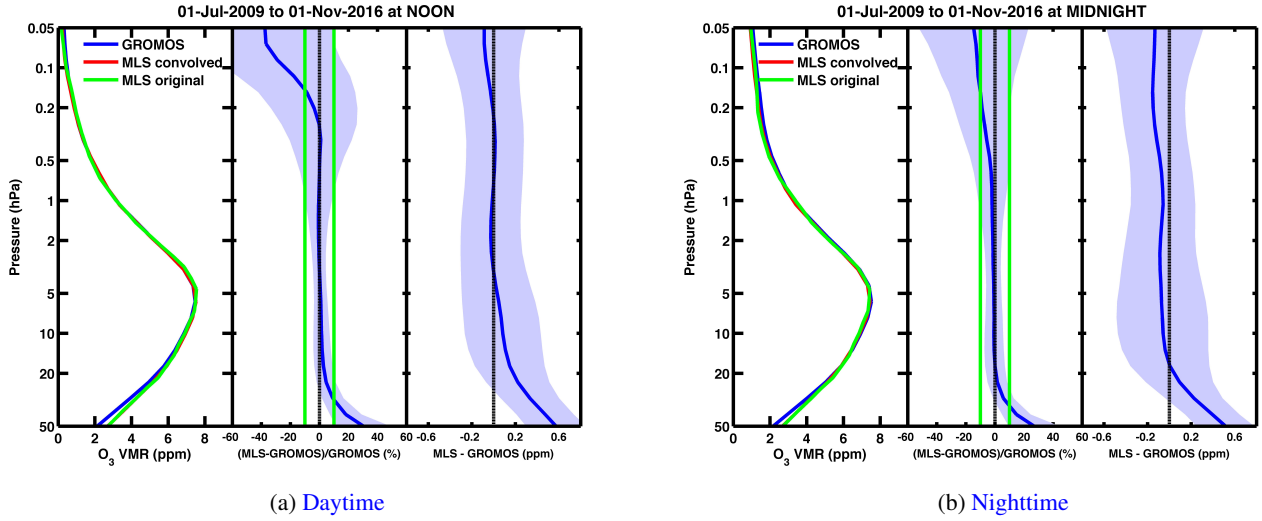 01-Jul-2009 to 01-Nov-2016 at NOON
0.05
0.1
0.2
0.5
1
2
5
10
20
50
Pressure (hPa)
GROMOS
MLS convolved
MLS original
0 2 4 6 8
-60 -40 -20 0 20 40 60
-0.6 -0.2 0.2 0.6
O3 VMR (ppm)
(MLS-GROMOS)/GROMOS (%)
MLS - GROMOS (ppm)
(a) Daytime
01-Jul-2009 to 01-Nov-2016 at MIDNIGHT
0.05
0.1
0.2
0.5
1
2
5
10
20
50
Pressure (hPa)
GROMOS
MLS convolved
MLS original
0 2 4 6 8
-60 -40 -20 0 20 40 60
-0.6 -0.2 0.2 0.6
O3 VMR (ppm)
(MLS-GROMOS)/GROMOS (%)
MLS - GROMOS (ppm)
(b) Nighttime